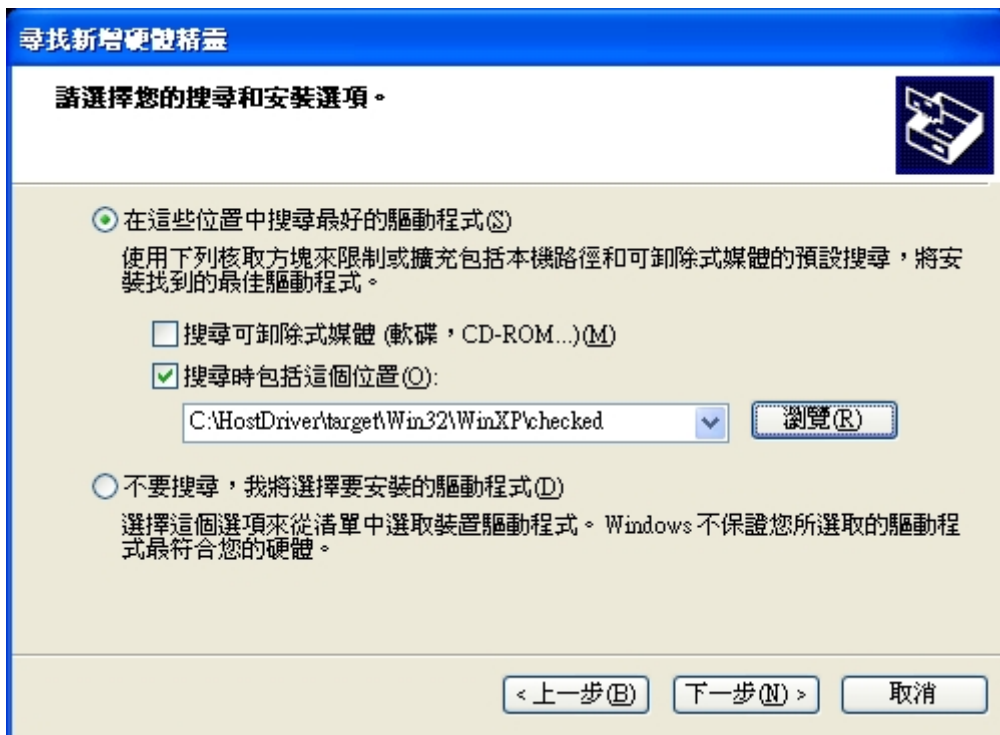 尋找新增硬體精靈
請選擇您的搜尋和安裝選項。
在這些位置中搜尋最好的驅動程式(S)
使用下列核取方塊來限制或擴充包括本機路徑和可卸除式媒體的預設搜尋，將安
裝找到的最佳驅動程式。
搜尋可卸除式媒體 (軟碟，CD-ROM...)(M)
搜尋時包括這個位置(O):
C:\HostDriver\target\Win32\WinXP\checked
瀏覽(R)
不要搜尋，我將選擇要安裝的驅動程式(D)
選擇這個選項來從清單中選取裝置驅動程式。Windows 不保證您所選取的驅動程
式最符合您的硬體。
< 上一步(B) 下一步(N) > 取消